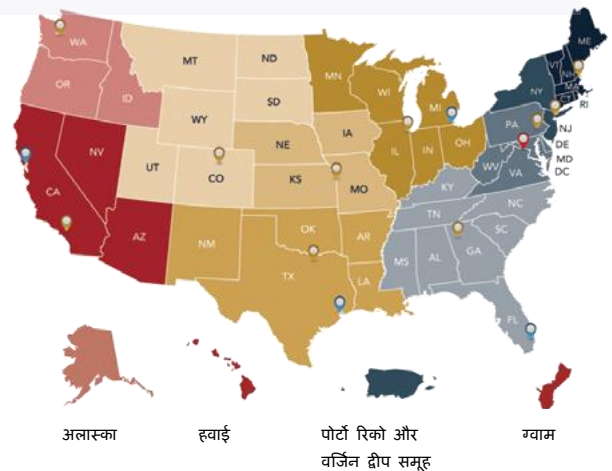 WA
MT
ND
OR
ID
SD
WY
MN
WI
MI
NE
IA
NV
UT
CO
KS
MO
IL
IN
OH
CA
AZ
NM
OK
AR
TX
LA
KY
TN
MS
AL
GA
SC
NC
FL
WV
VA
PA
NY
VT
NH
ME
MA
CT
RI
NJ
DE
MD
DC
अलास्का
हवाई
पोर्टो रिको और
वर्जिन द्वीप समूह
ग्वाम